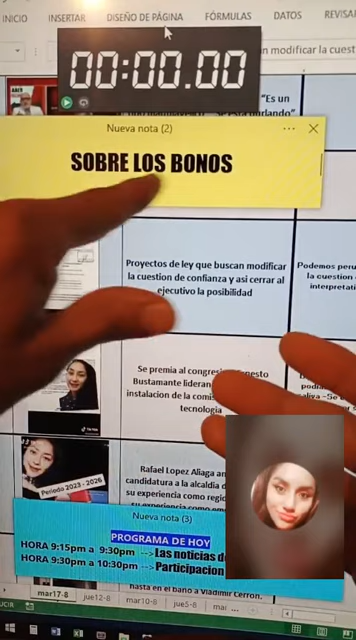 INICIO INSERTAR DISEÑO DE PÁGINA FÓRMULAS DATOS
00:00.00
n modificar la cuest
"Es un
Nueva nota (2)
SOBRE LOS BONOS
Proyectos de ley que buscan modificar
la cuestion de confianza y asi cerrar al
ejecutivo la posibilidad
Podemos peru
la cuestion
interpretati
Se premia al congresi onesto
Bustamante lideran
instalacion de la comis
tecnologia
Periodo 2023 - 2026
Rafael Lopez Aliaga an
candidatura a la alcaldia d
su experiencia como regid
Nueva nota (3)
PROGRAMA DE HOY
HORA 9:15pm a 9:30pm --> Las noticias d
HORA 9:30pm a 10:30pm --> Participacion
hasta en el baño a Vladimir Cerron.
mar17-8 jue12-8 mar10-8 jue5-8 mai ...